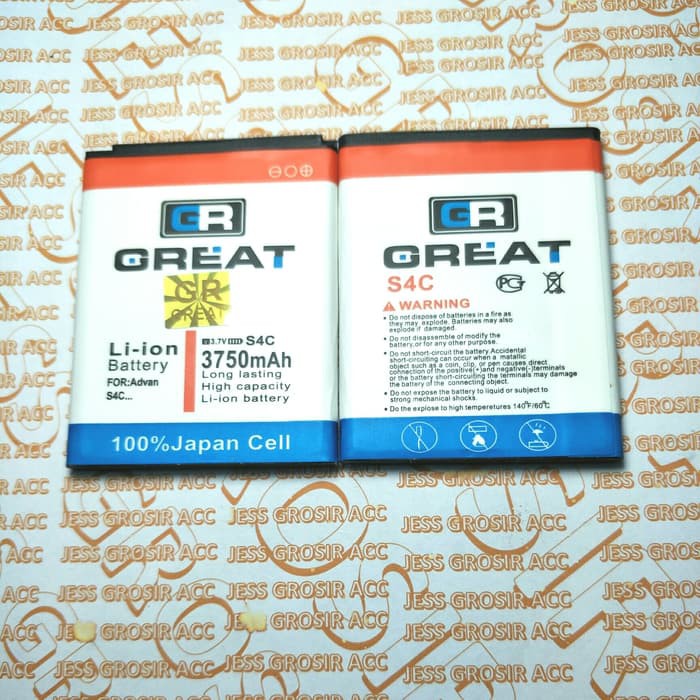 GR
GREAT
GR
GREAT
3.7V S4C
Li-ion
Battery
FOR:Advan
S4C...
3750mAh
Long lasting
High capacity
Li-ion battery
100%Japan Cell
GR
GREAT
S4C
PG
WARNING
• Do not dispose of batteries in a fire as
they may explode. Batteries may also
explode if damaged.
• Do not disassemble of modify the
battery,or for any other purpose.
• Do not short-circuit the battery Accidental
short-circuiting can occur when a matallic
object such as a coin, clip, or pen causes direct
connection of the positive(+)and negative(-)terminals
or the battery short-circuiting the terminals may damage
the battery of the connecting object.
• Do not expose the battery to liquid or subject to
strong mechanical shocks.
• Do the explose to high temperetures 140°F/60°C
JESS GROSIR ACC